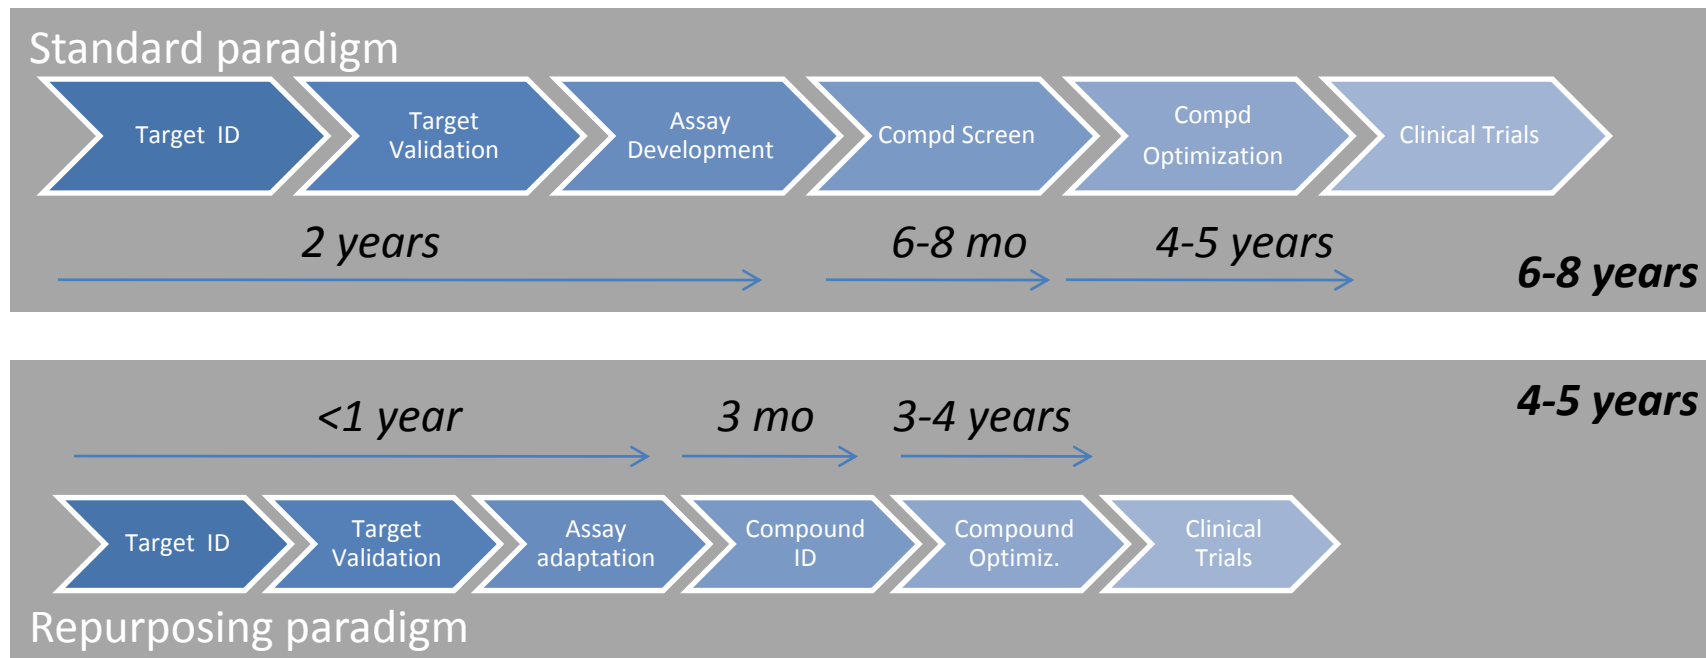 Standard paradigm
Target ID
Target
Validation
Assay
Development
Compd Screen
Compd
Optimization
Clinical Trials
2 years
6-8 mo
4-5 years
6-8 years
4-5 years
<1 year
3 mo
3-4 years
Target ID
Target
Validation
Assay
adaptation
Compound
ID
Compound
Optimiz.
Clinical
Trials
Repurposing paradigm